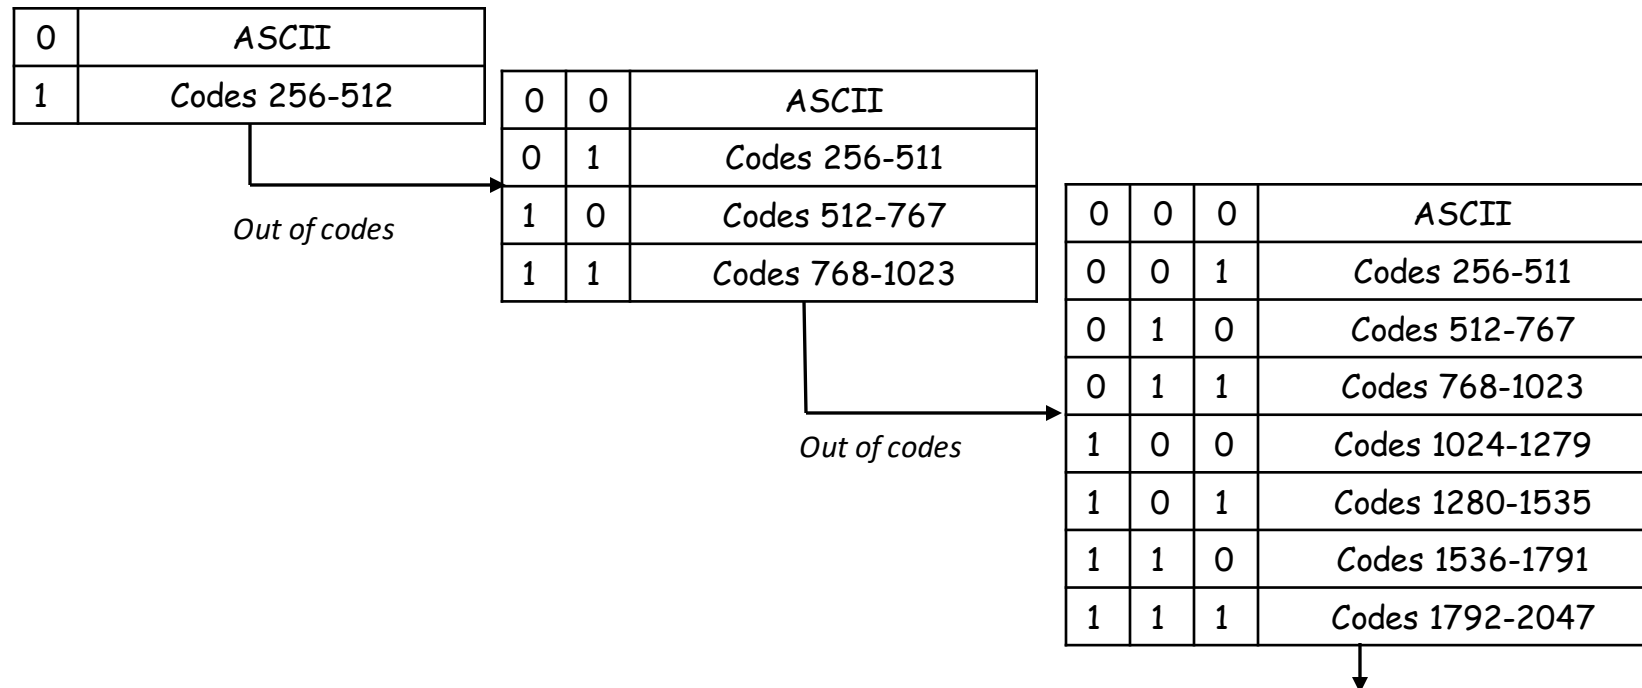 0 ASCII
1 Codes 256-512
Out of codes
0 0 ASCII
0 1 Codes 256-511
1 0 Codes 512-767
1 1 Codes 768-1023
Out of codes
0 0 0 ASCII
0 0 1 Codes 256-511
0 1 0 Codes 512-767
0 1 1 Codes 768-1023
1 0 0 Codes 1024-1279
1 0 1 Codes 1280-1535
1 1 0 Codes 1536-1791
1 1 1 Codes 1792-2047